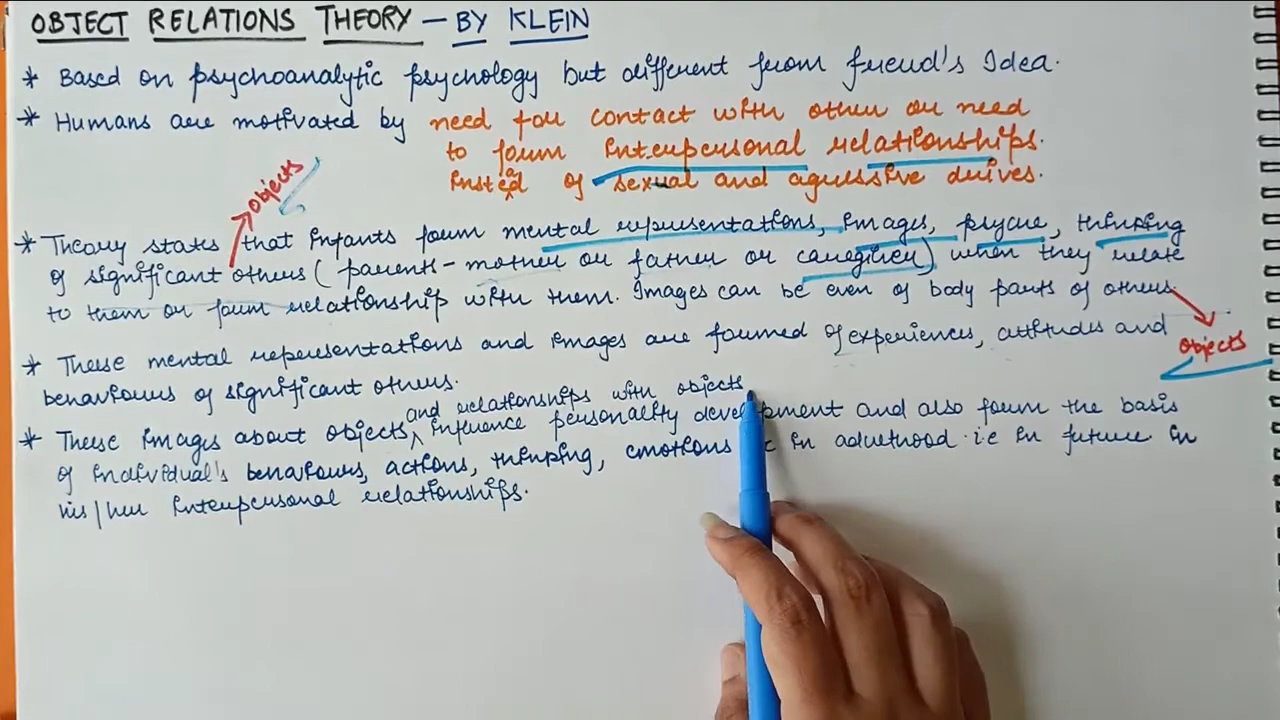 OBJECT RELATIONS THEORY - BY KLEIN
* Based on psychoanalytic psychology but different from freud's Idea.
* Humans are motivated by need for contact with other or need
to form interpersonal relationships.
Instead of sexual and agressive drives.
objects
* Theory states that infants form mental representations, images, psyche, thinking
of significant others ( parents - mother or father or caregiver) when they relate
to them or form relationship with them. Images can be even of body parts of others
objects
* These mental representations and images are formed of experiences, attitudes and
behaviours of significant others.
and relationships with objects
* These images about objects influence personality development and also form the basis
of individual's behaviours, actions, thinking, emotions in adulthood i.e in future in
his/her interpersonal relationships.